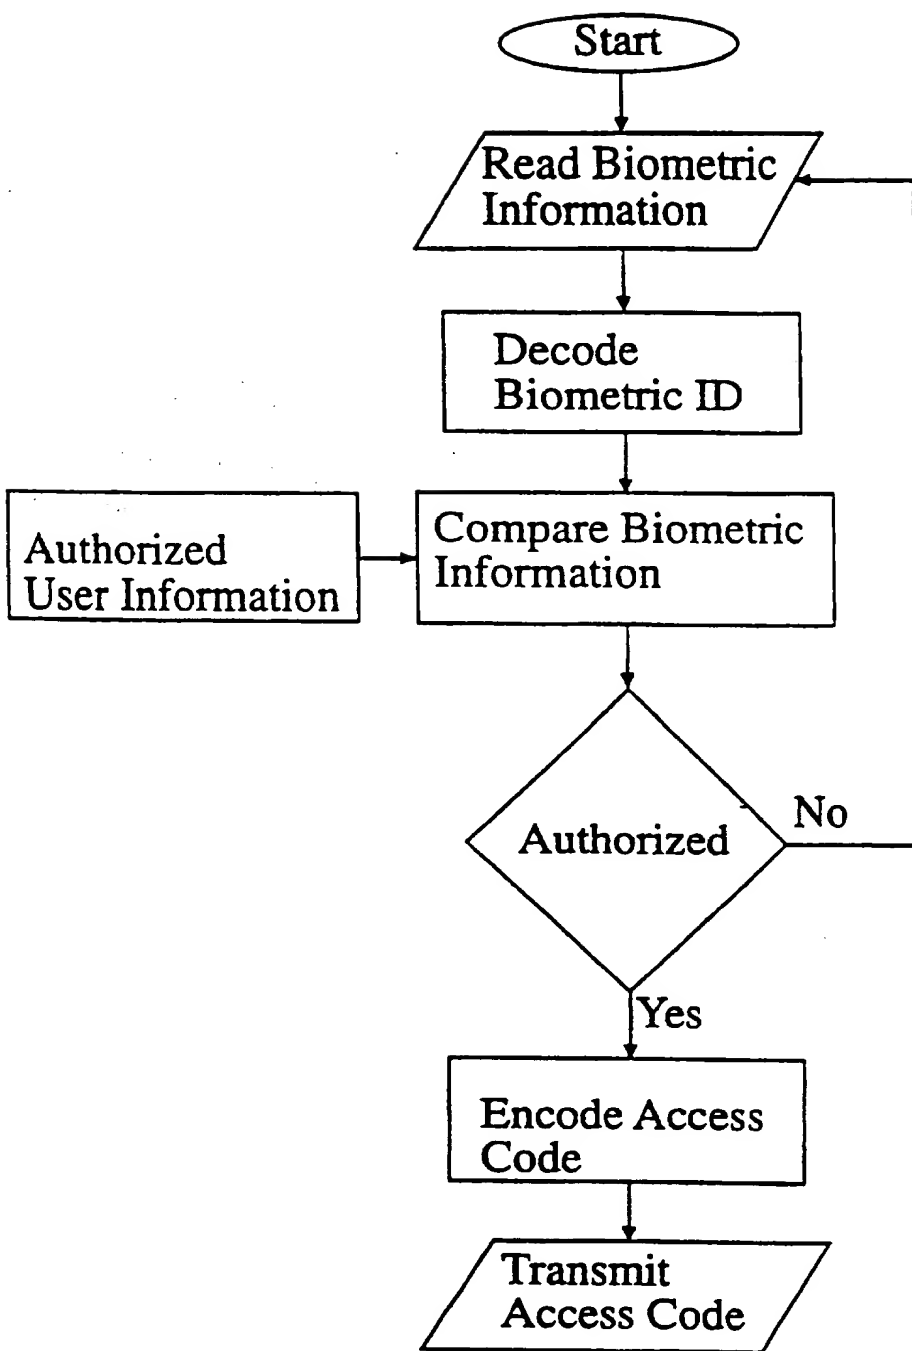 Start
Read Biometric
Information
Decode
Biometric ID
Authorized
User Information
Compare Biometric
Information
Authorized
No
Yes
Encode Access
Code
Transmit
Access Code